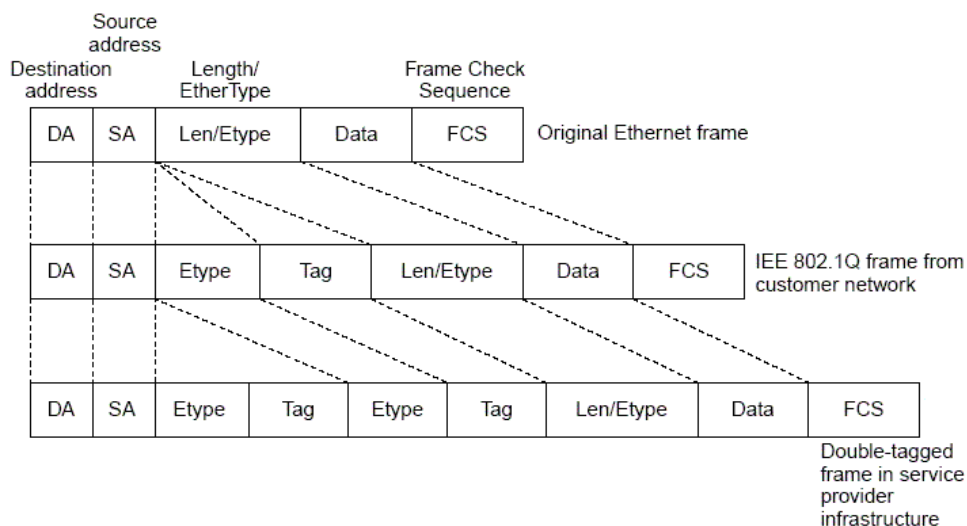 Source
address
Destination
address
Length/
EtherType
Frame Check
Sequence
DA SA Len/Etype Data FCS
Original Ethernet frame
DA SA Etype Tag Len/Etype Data FCS
IEE 802.1Q frame from
customer network
DA SA Etype Tag Etype Tag Len/Etype Data FCS
Double-tagged
frame in service
provider
infrastructure